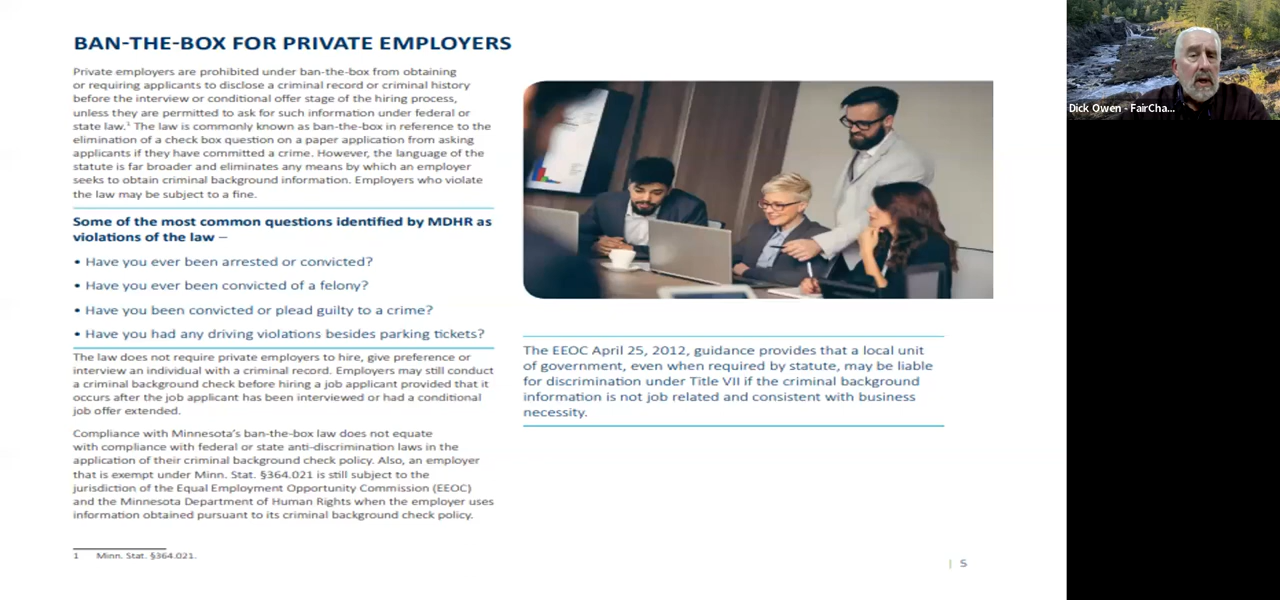 BAN-THE-BOX FOR PRIVATE EMPLOYERS
Private employers are prohibited under ban-the-box from obtaining
or requiring applicants to disclose a criminal record or criminal history
before the interview or conditional offer stage of the hiring process,
unless they are permitted to ask for such information under federal or
state law.¹ The law is commonly known as ban-the-box in reference to the
elimination of a check box question on a paper application from asking
applicants if they have committed a crime. However, the language of the
statute is far broader and eliminates any means by which an employer
seeks to obtain criminal background information. Employers who violate
the law may be subject to a fine.
Some of the most common questions identified by MDHR as
violations of the law –
• Have you ever been arrested or convicted?
• Have you ever been convicted of a felony?
• Have you been convicted or plead guilty to a crime?
• Have you had any driving violations besides parking tickets?
The law does not require private employers to hire, give preference or
interview an individual with a criminal record. Employers may still conduct
a criminal background check before hiring a job applicant provided that it
occurs after the job applicant has been interviewed or had a conditional
job offer extended.
Compliance with Minnesota's ban-the-box law does not equate
with compliance with federal or state anti-discrimination laws in the
application of their criminal background check policy. Also, an employer
that is exempt under Minn. Stat. §364.021 is still subject to the
jurisdiction of the Equal Employment Opportunity Commission (EEOC)
and the Minnesota Department of Human Rights when the employer uses
information obtained pursuant to its criminal background check policy.
1 Minn. Stat. §364.021.
The EEOC April 25, 2012, guidance provides that a local unit
of government, even when required by statute, may be liable
for discrimination under Title VII if the criminal background
information is not job related and consistent with business
necessity.
| 5
Dick Owen - FairCha...